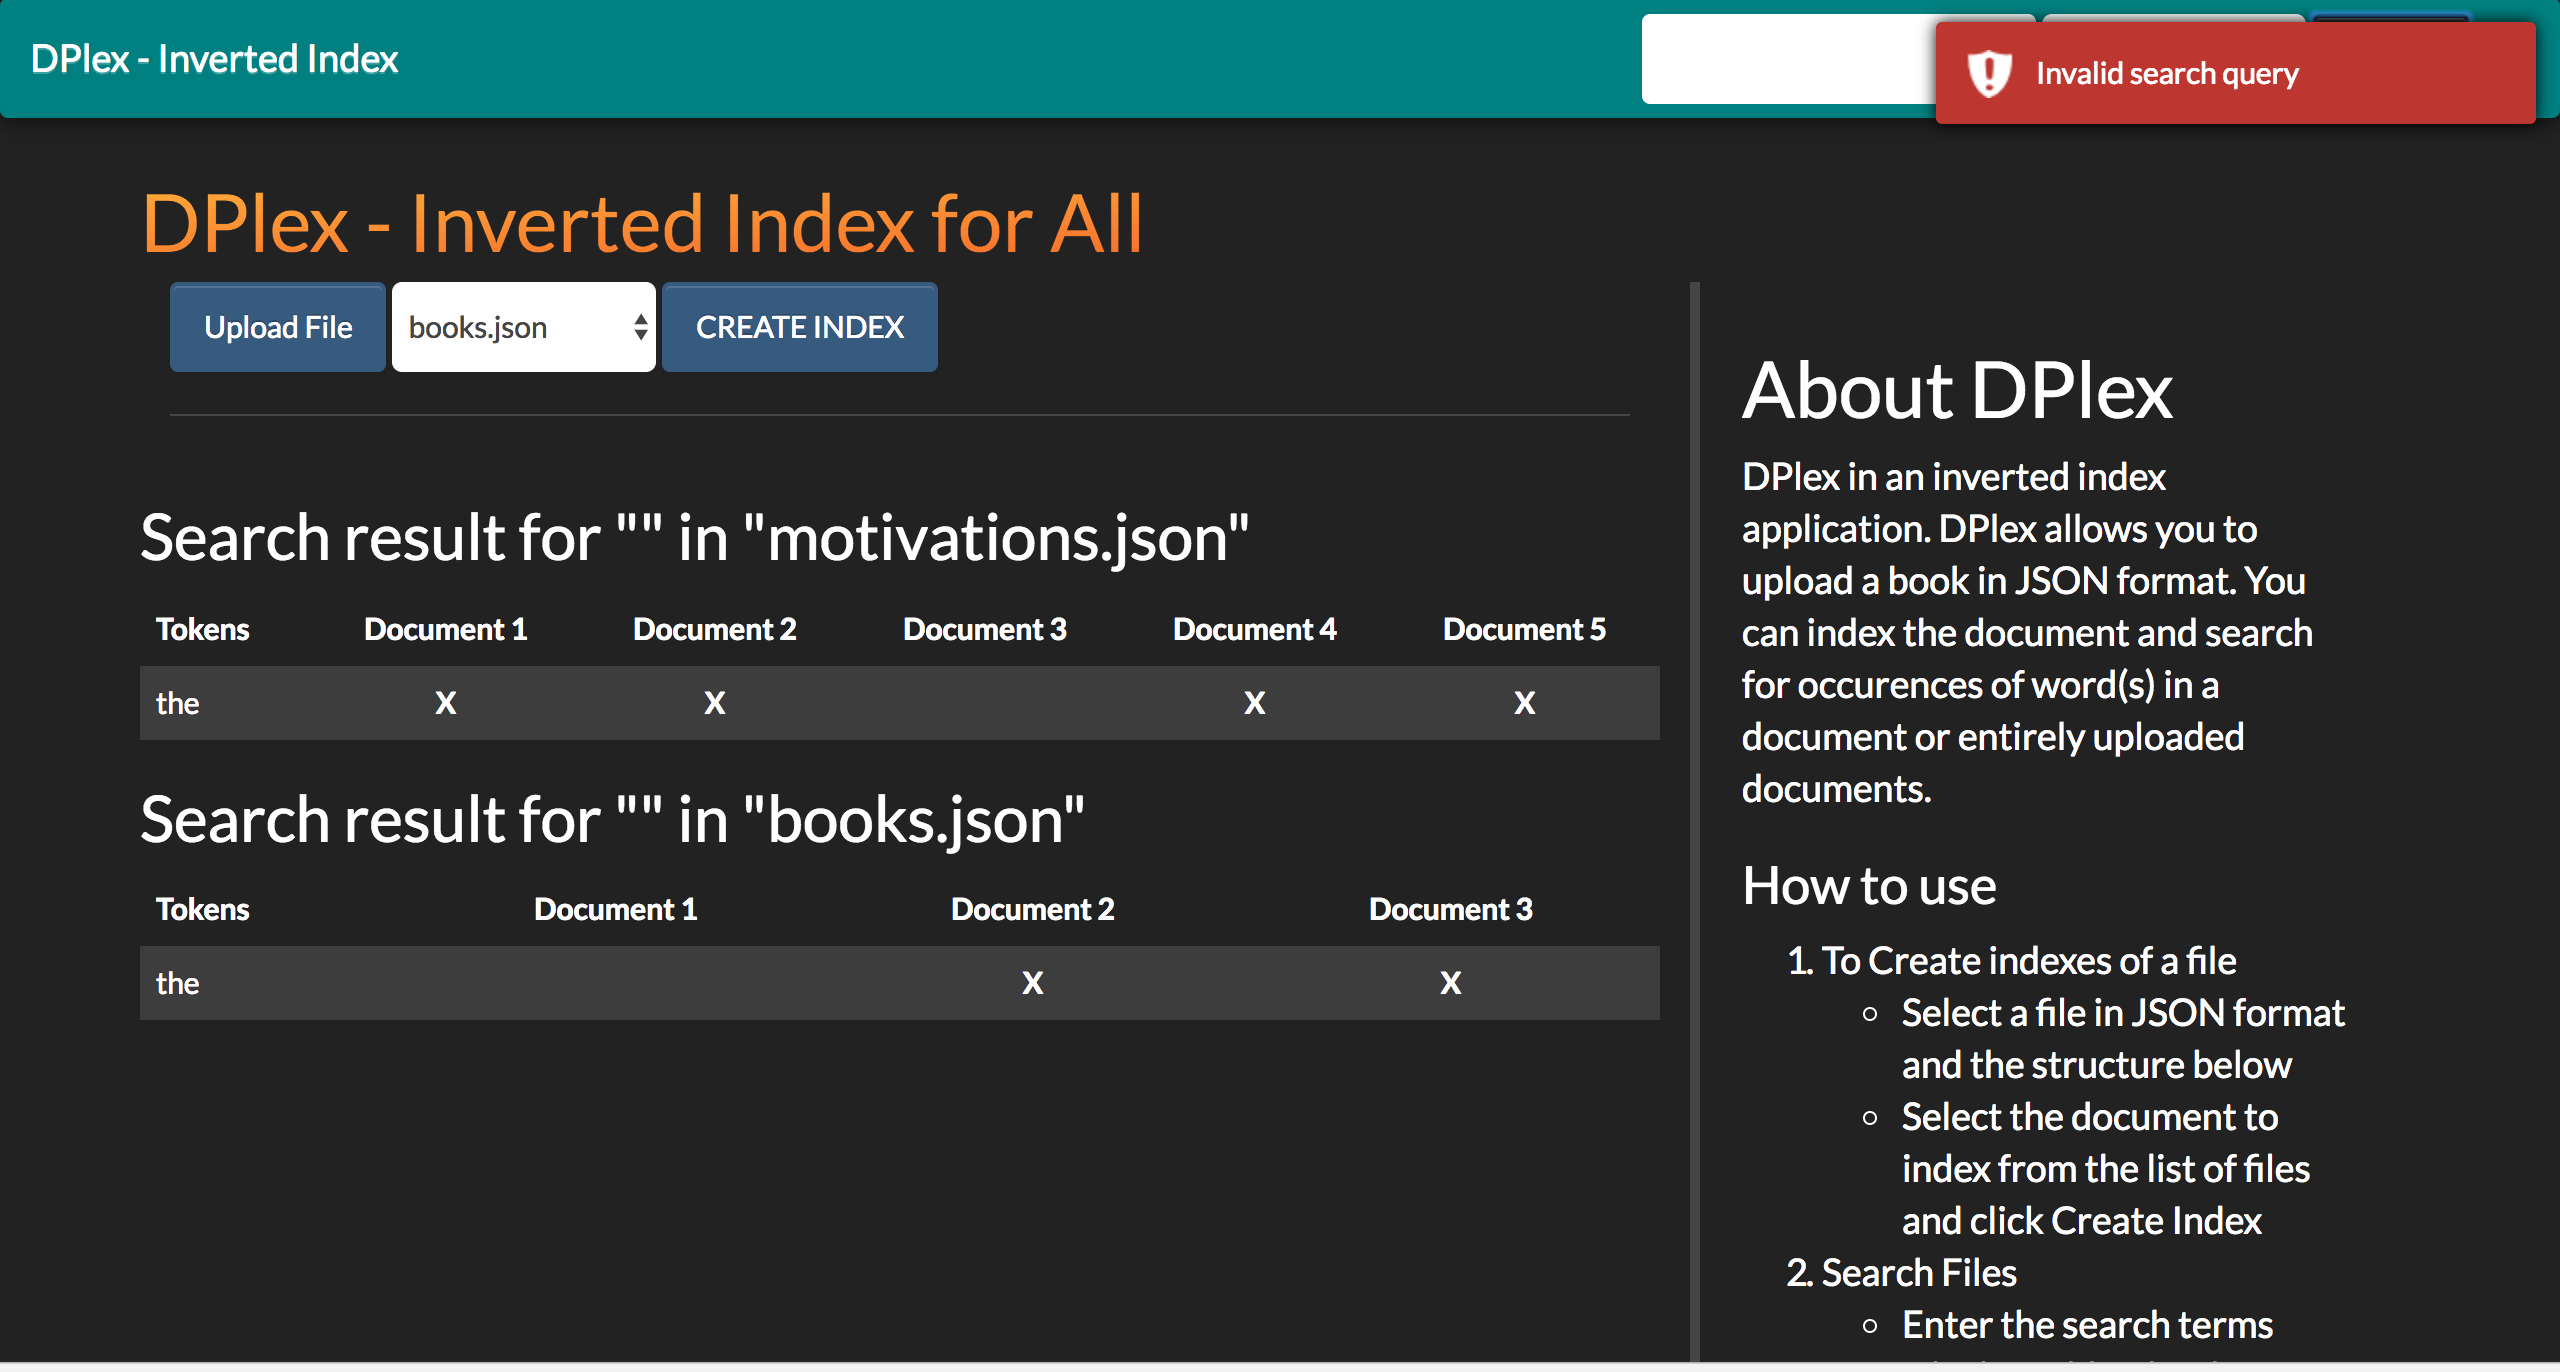 DPlex - Inverted Index
Invalid search query
DPlex - Inverted Index for All
Upload File
books.json
CREATE INDEX
Search result for "" in "motivations.json"
Tokens Document 1 Document 2 Document 3 Document 4 Document 5
the X X X X
Search result for "" in "books.json"
Tokens Document 1 Document 2 Document 3
the X X
About DPlex
DPlex in an inverted index
application. DPlex allows you to
upload a book in JSON format. You
can index the document and search
for occurences of word(s) in a
document or entirely uploaded
documents.
How to use
1. To Create indexes of a file
Select a file in JSON format
and the structure below
Select the document to
index from the list of files
and click Create Index
2. Search Files
Enter the search terms